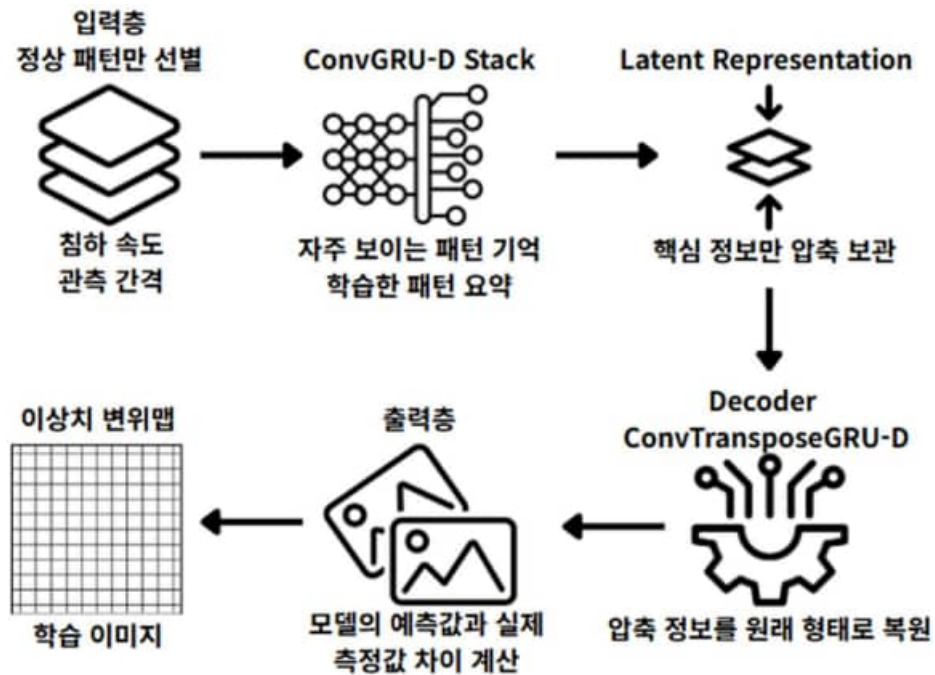 입력층
정상 패턴만 선별
침하 속도
관측 간격
ConvGRU-D Stack
자주 보이는 패턴 기억
학습한 패턴 요약
Latent Representation
핵심 정보만 압축 보관
Decoder
ConvTransposeGRU-D
압축 정보를 원래 형태로 복원
출력층
모델의 예측값과 실제
측정값 차이 계산
이상치 변위맵
학습 이미지